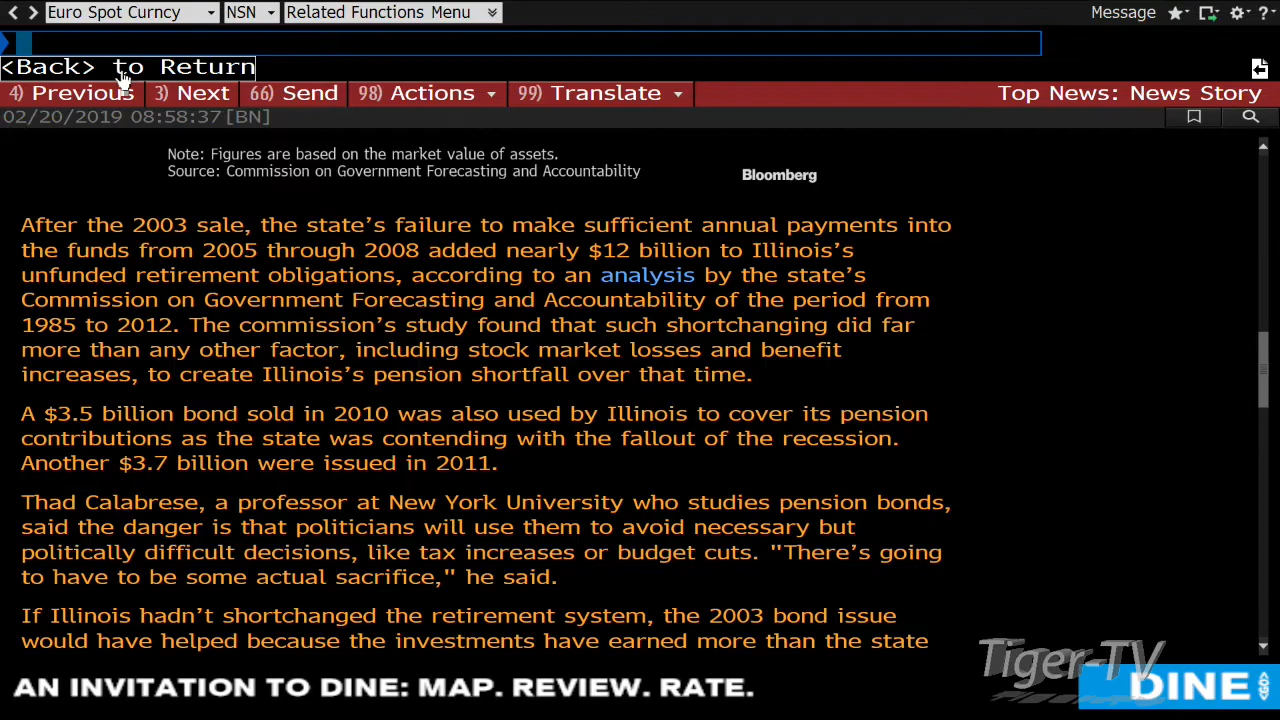 Euro Spot Curncy NSN Related Functions Menu Message ?
<Back> to Return
4) Previous 3) Next 66) Send 98) Actions 99) Translate Top News: News Story
02/20/2019 08:58:37[BN]
Note: Figures are based on the market value of assets.
Source: Commission on Government Forecasting and Accountability
Bloomberg
After the 2003 sale, the state's failure to make sufficient annual payments into
the funds from 2005 through 2008 added nearly $12 billion to Illinois's
unfunded retirement obligations, according to an analysis by the state's
Commission on Government Forecasting and Accountability of the period from
1985 to 2012. The commission's study found that such shortchanging did far
more than any other factor, including stock market losses and benefit
increases, to create Illinois's pension shortfall over that time.
A $3.5 billion bond sold in 2010 was also used by Illinois to cover its pension
contributions as the state was contending with the fallout of the recession.
Another $3.7 billion were issued in 2011.
Thad Calabrese, a professor at New York University who studies pension bonds,
said the danger is that politicians will use them to avoid necessary but
politically difficult decisions, like tax increases or budget cuts. "There's going
to have to be some actual sacrifice," he said.
If Illinois hadn't shortchanged the retirement system, the 2003 bond issue
would have helped because the investments have earned more than the state
Tiger-TV
AN INVITATION TO DINE: MAP. REVIEW. RATE.
DINE